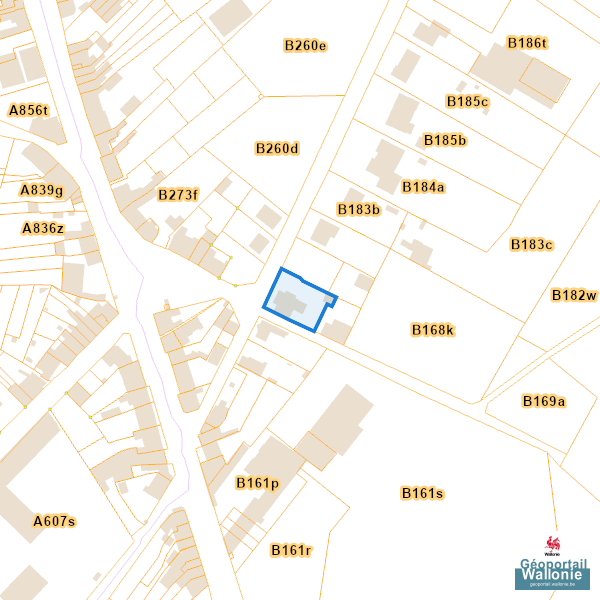 B260e
B186t
A856t
B185c
B260d
B185b
A839g
B273f
B184a
B183b
A836z
B183c
B182w
B168k
B169a
B161p
B161s
A607s
B161r
Wallonie
Géoportail
Wallonie
geoportail.wallonie.be